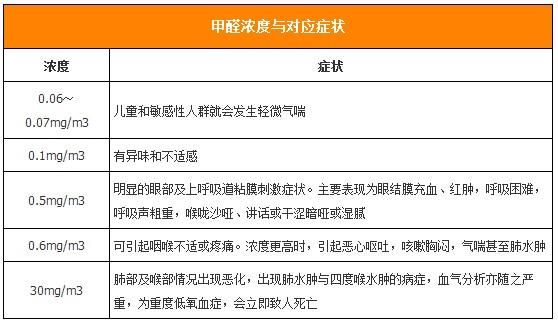 甲醛浓度与对应症状
浓度
症状
0.06～
0.07mg/m3
儿童和敏感性人群就会发生轻微气喘
0.1mg/m3
有异味和不适感
0.5mg/m3
明显的眼部及上呼吸道粘膜刺激症状。主要表现为眼结膜充血、红肿，呼吸困难，
呼吸声粗重，喉咙沙哑、讲话或干涩暗哑或湿腻
0.6mg/m3
可引起咽喉不适或疼痛。浓度更高时，引起恶心呕吐，咳嗽胸闷，气喘甚至肺水肿
30mg/m3
肺部及喉部情况出现恶化，出现肺水肿与四度喉水肿的病症，血气分析亦随之严
重，为重度低氧血症，会立即致人死亡